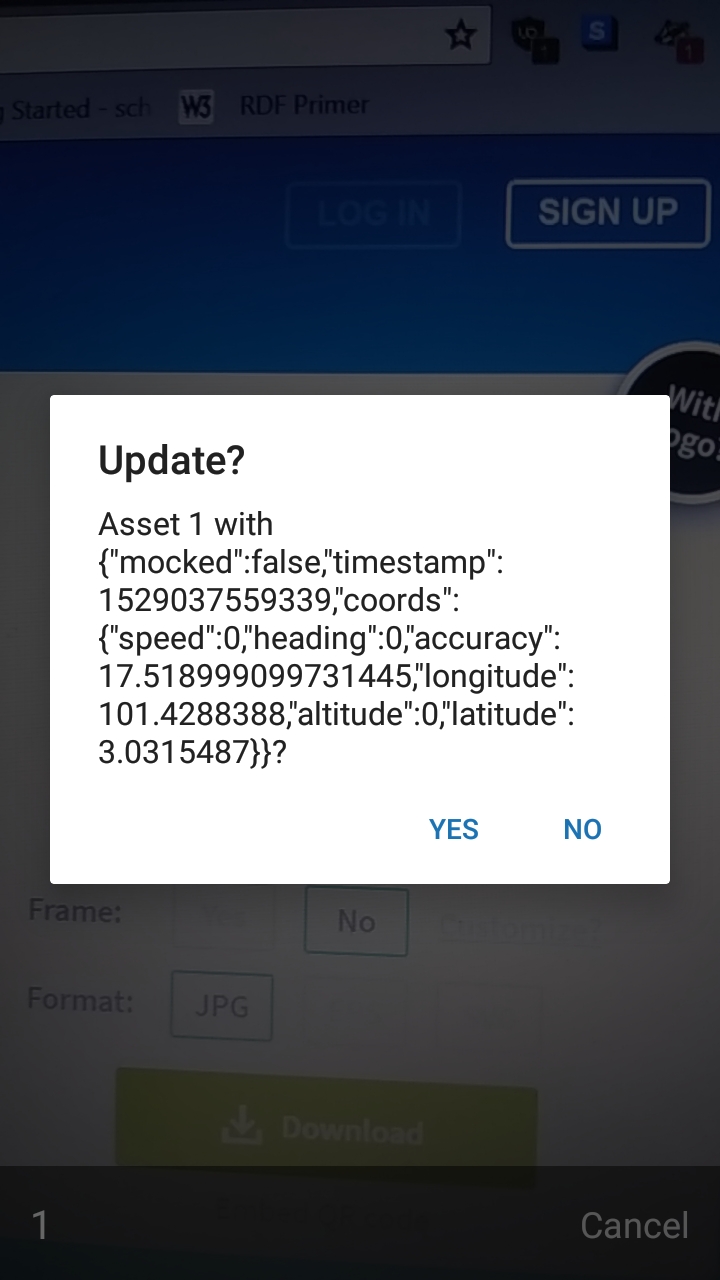 Started - sch
W3
RDF Primer
S
1
1
LOG IN
SIGN UP
With
ogo?
Update?
Asset 1 with
{"mocked":false,"timestamp":
1529037559339,"coords":
{"speed":0,"heading":0,"accuracy":
17.518999099731445,"longitude":
101.4288388,"altitude":0,"latitude":
3.0315487}}?
YES
NO
Frame:
Yes
No
Customize?
Format:
JPG
Download
1
Cancel